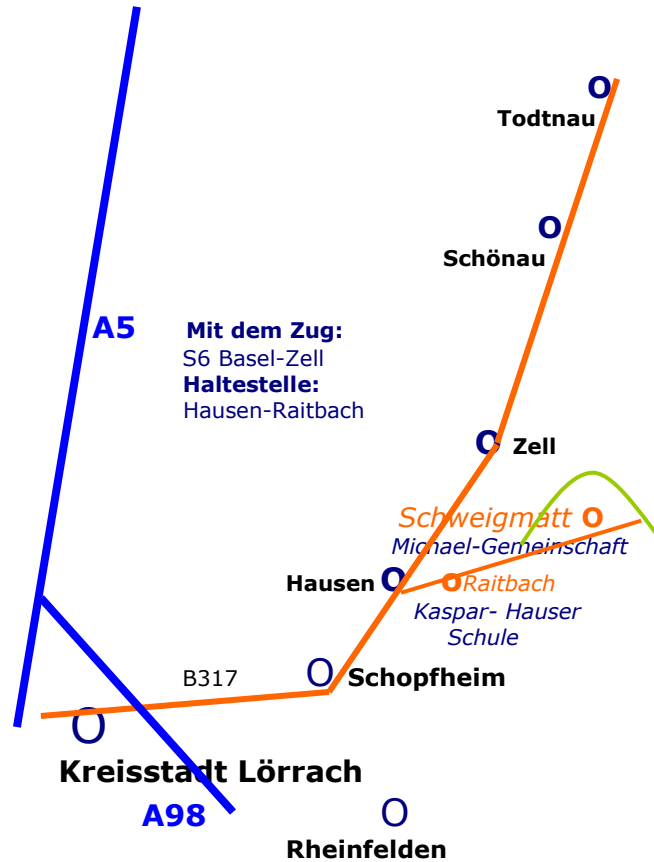 O
Todtnau
O
Schönau
A5
Mit dem Zug:
S6 Basel-Zell
Haltestelle:
Hausen-Raitbach
O Zell
Schweigmatt O
Michael-Gemeinschaft
Hausen O
O Raitbach
Kaspar- Hauser
Schule
B317
O Schopfheim
O
Kreisstadt Lörrach
A98
O
Rheinfelden